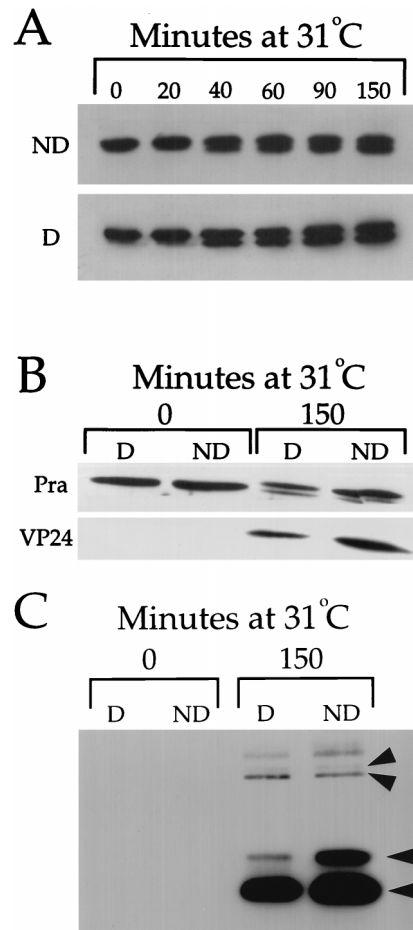 A
Minutes at 31°C
0 20 40 60 90 150
ND
D
B
Minutes at 31°C
0 150
D ND D ND
Pra
VP24
C
Minutes at 31°C
0 150
D ND D ND